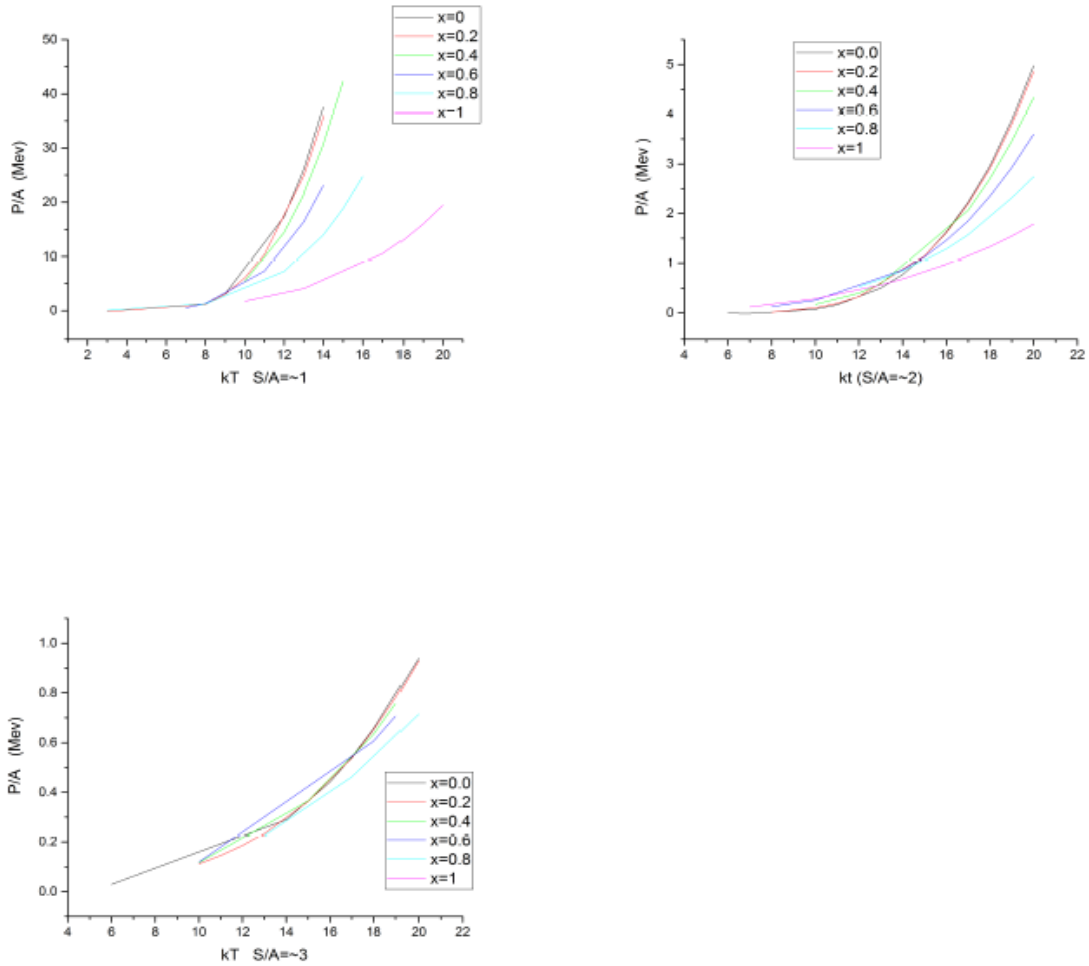 x=0
x=0.2
x=0.4
x=0.6
x=0.8
x=1
50
40
30
20
10
0
P/A (Mev)
2 4 6 8 10 12 14 16 18 20
kT S/A=~1
x=0.0
x=0.2
x=0.4
x=0.6
x=0.8
x=1
5
4
3
2
1
0
P/A (Mev )
4 6 8 10 12 14 16 18 20 22
kt (S/A=~2)
1.0
0.8
0.6
0.4
0.2
0.0
P/A (Mev)
x=0.0
x=0.2
x=0.4
x=0.6
x=0.8
x=1
4 6 8 10 12 14 16 18 20 22
kT S/A=~3